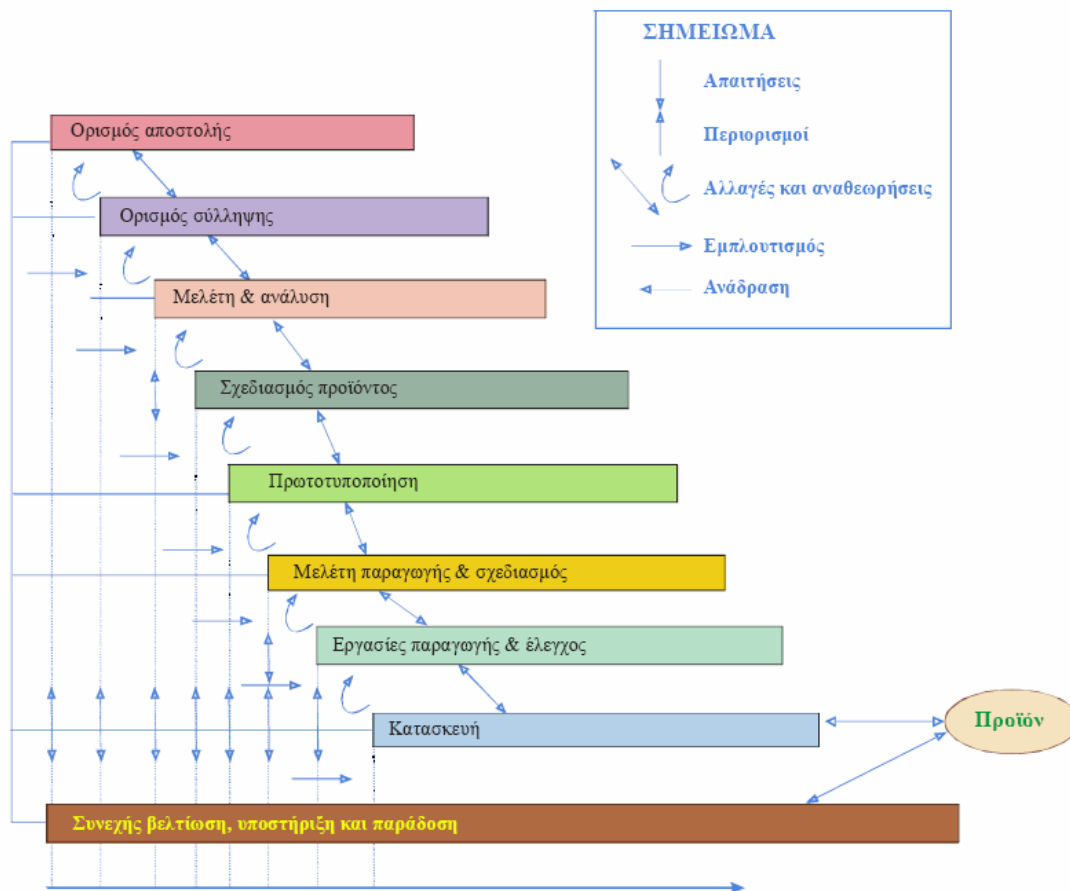 ΣΗΜΕΙΩΜΑ
Απαιτήσεις
Περιορισμοί
Αλλαγές και αναθεωρήσεις
Εμπλουτισμός
Ανάδραση
Ορισμός αποστολής
Ορισμός σύλληψης
Μελέτη & ανάλυση
Σχεδιασμός προϊόντος
Πρωτοτυποποίηση
Μελέτη παραγωγής & σχεδιασμός
Εργασίες παραγωγής & έλεγχος
Κατασκευή
Προϊόν
Συνεχής βελτίωση, υποστήριξη και παράδοση